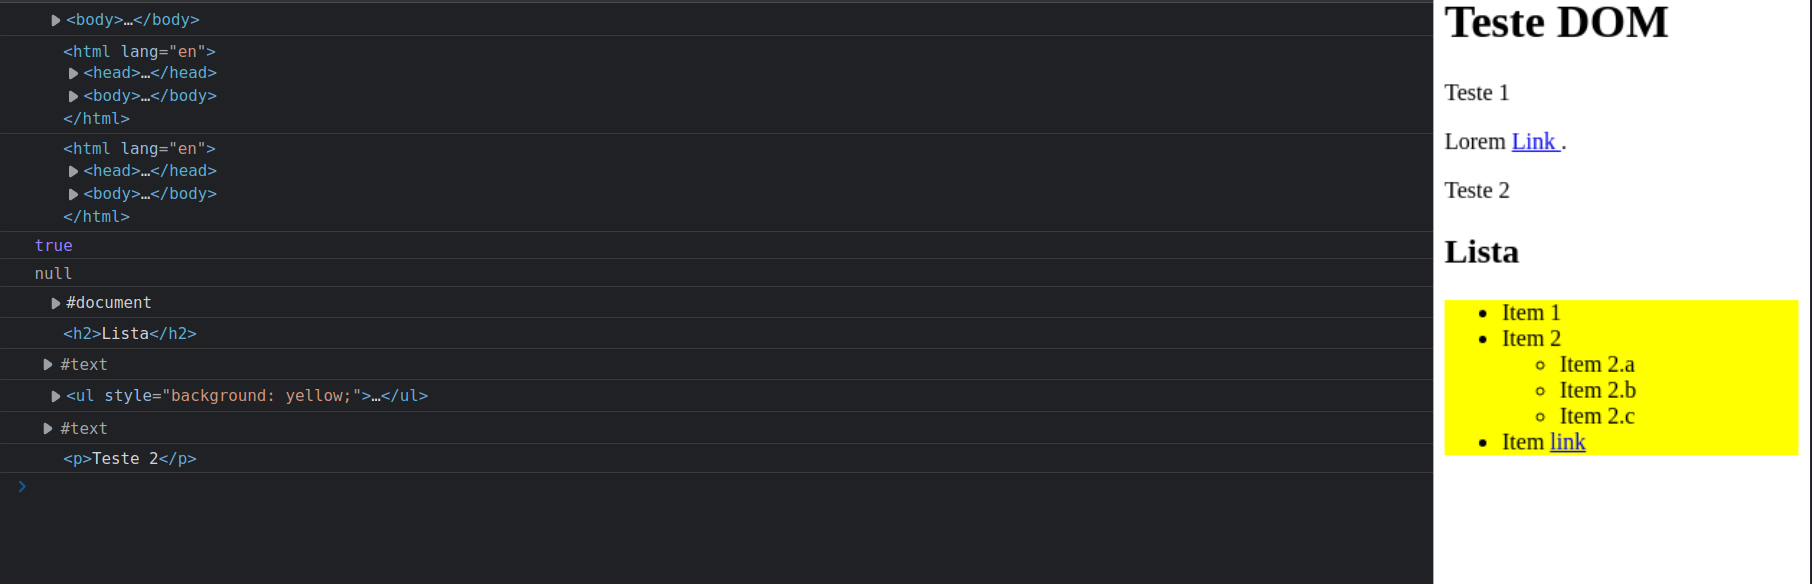 ▶<body>…</body>
<html lang="en">
▶<head>…</head>
▶<body>…</body>
</html>
<html lang="en">
▶<head>…</head>
▶<body>…</body>
</html>
true
null
▶#document
<h2>Lista</h2>
▶#text
▶<ul style="background: yellow;">…</ul>
▶#text
<p>Teste 2</p>
Teste DOM
Teste 1
Lorem Link .
Teste 2
Lista
Item 1
Item 2
Item 2.a
Item 2.b
Item 2.c
Item link